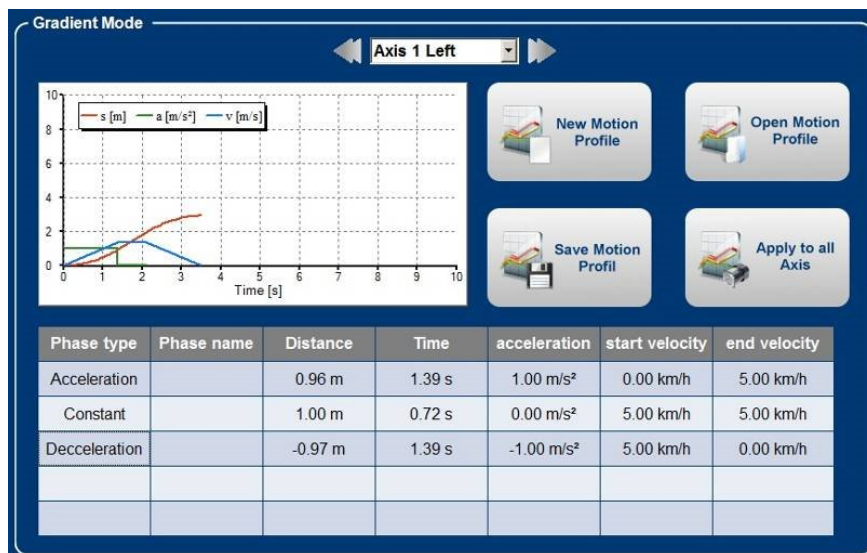 Gradient Mode
Axis 1 Left
s [m] a [m/s²] v [m/s]
10
8
6
4
2
0
0 1 2 3 4 5 6 7 8 9 10
Time [s]
New Motion
Profile
Open Motion
Profile
Save Motion
Profil
Apply to all
Axis
Phase type Phase name Distance Time acceleration start velocity end velocity
Acceleration 0.96 m 1.39 s 1.00 m/s² 0.00 km/h 5.00 km/h
Constant 1.00 m 0.72 s 0.00 m/s² 5.00 km/h 5.00 km/h
Decceleration -0.97 m 1.39 s -1.00 m/s² 5.00 km/h 0.00 km/h